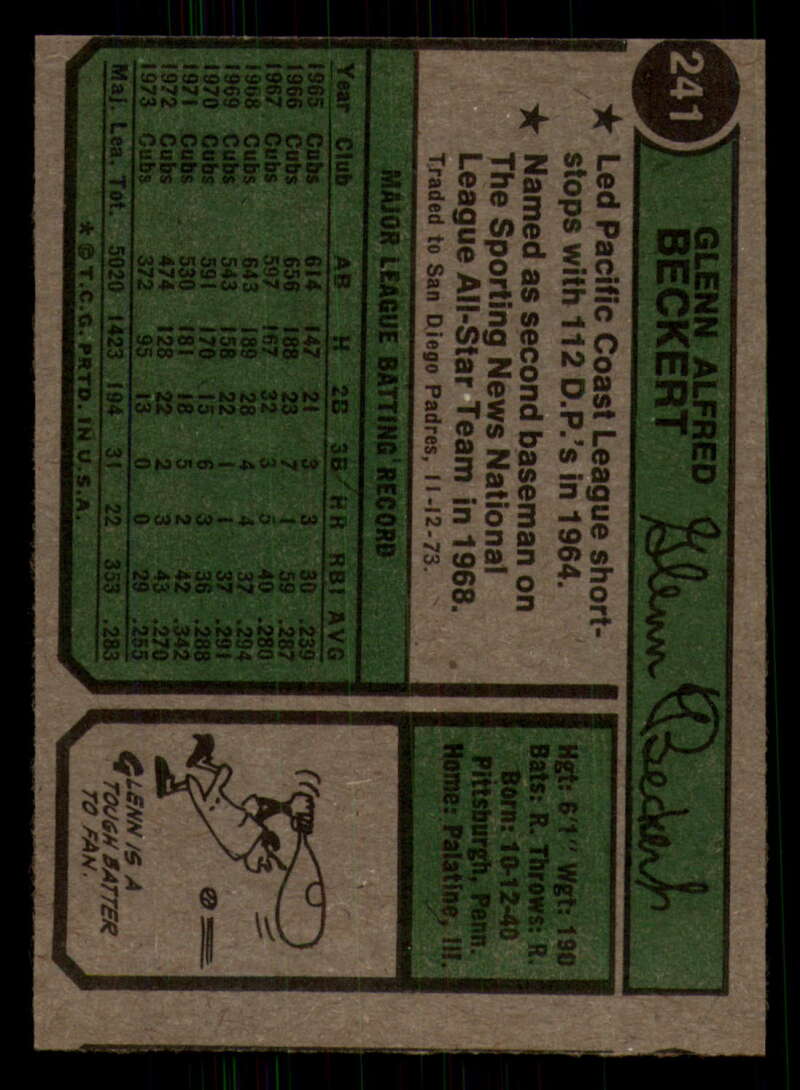 241
GLENN ALFRED
BECKERT
Glenn Beckert
★ Led Pacific Coast League short-
stops with 112 D.P.'s in 1964.
★ Named as second baseman on
The Sporting News National
League All-Star Team in 1968.
Traded to San Diego Padres, 11-12-73.
MAJOR LEAGUE BATTING RECORD
Year Club AB H 2B 3B HR RBI AVG
1965 Cubs 614 147 21 3 3 30 .239
1966 Cubs 656 188 23 7 1 59 .287
1967 Cubs 597 167 32 3 5 40 .280
1968 Cubs 643 189 28 4 4 37 .294
1969 Cubs 543 158 22 1 1 37 .291
1970 Cubs 591 170 15 6 3 36 .288
1971 Cubs 530 181 18 5 2 42 .342
1972 Cubs 474 128 22 2 3 43 .270
1973 Cubs 372 95 13 0 0 29 .255
Maj. Lea. Tot. 5020 1423 194 31 22 353 .283
* © T.C.G. PRTD. IN U.S.A.
Hgt: 6'1" Wgt: 190
Bats: R. Throws: R.
Born: 10-12-40
Pittsburgh, Penn.
Home: Palatine, Ill.
GLENN IS A
TOUGH BATTER
TO FAN.